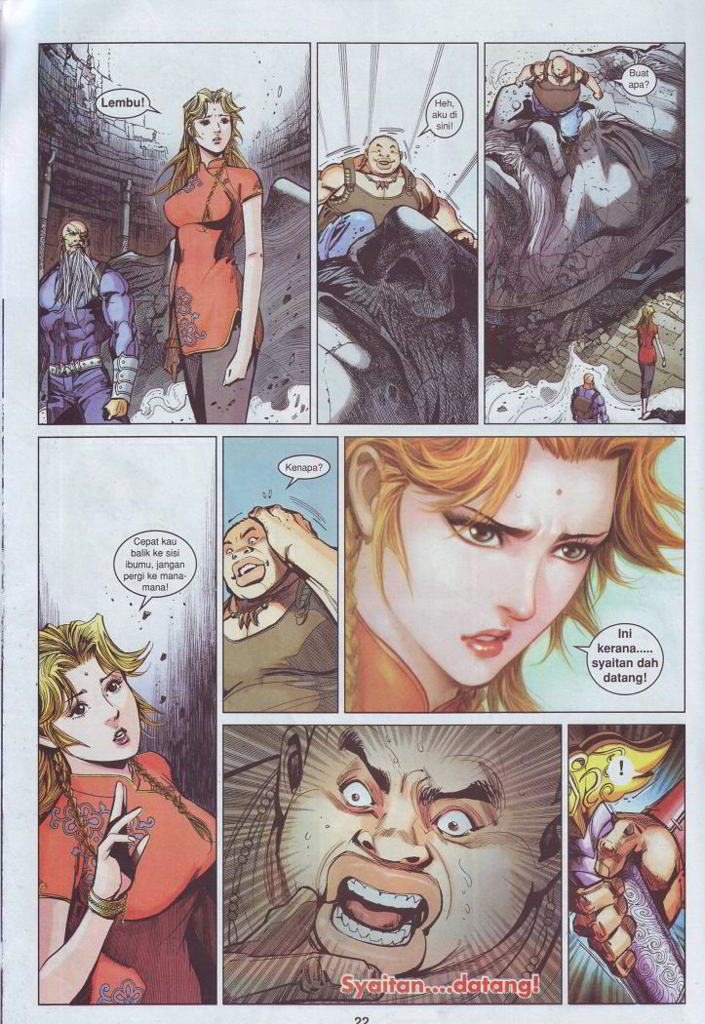 Lembu!
Heh,
aku di
sini!
Buat
apa?
Cepat kau
balik ke sisi
ibumu, jangan
pergi ke mana-
mana!
Kenapa?
Ini
kerana.....
syaitan dah
datang!
Syaitan....datang!
!
22